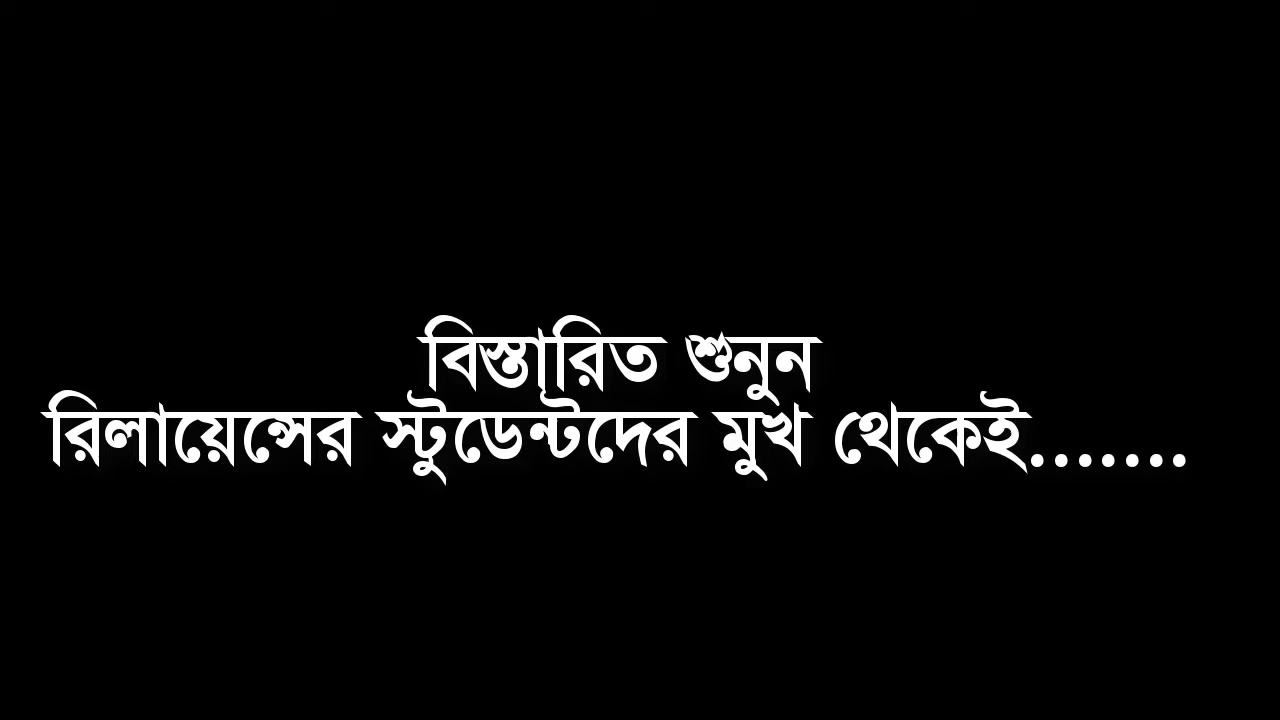 বিস্তারিত শুনুন
রিলায়েন্সের স্টুডেন্টদের মুখ থেকেই.......